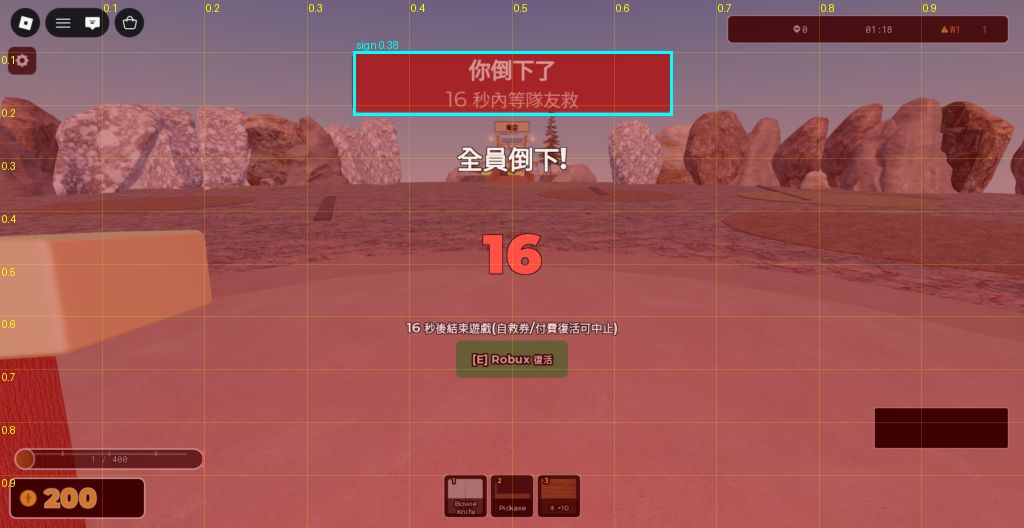 0
01:18
W1 · 1
你倒下了
16 秒內等隊友救
商店
全員倒下!
16
16 秒後結束遊戲(自救券/付費復活可中止)
[E] Robux 復活
1 / 400
200
1
Bowie
Knife
2
Pickaxe
3
木 ×10
sign 0.38
0.1
0.2
0.3
0.4
0.5
0.6
0.7
0.8
0.9
0.1
0.2
0.3
0.4
0.5
0.6
0.7
0.8
0.9